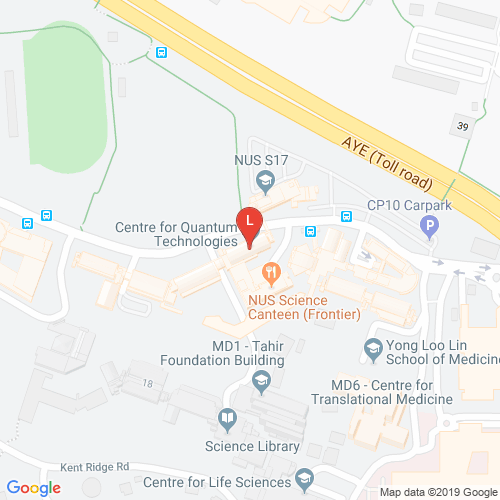 39
AYE (Toll road)
NUS S17
CP10 Carpark
P
L
Centre for Quantum
Technologies
NUS Science
Canteen (Frontier)
MD1 - Tahir
Foundation Building
Yong Loo Lin
School of Medicine
18
MD6 - Centre for
Translational Medicine
Science Library
Kent Ridge Rd
Centre for Life Sciences
Google
Map data ©2019 Google